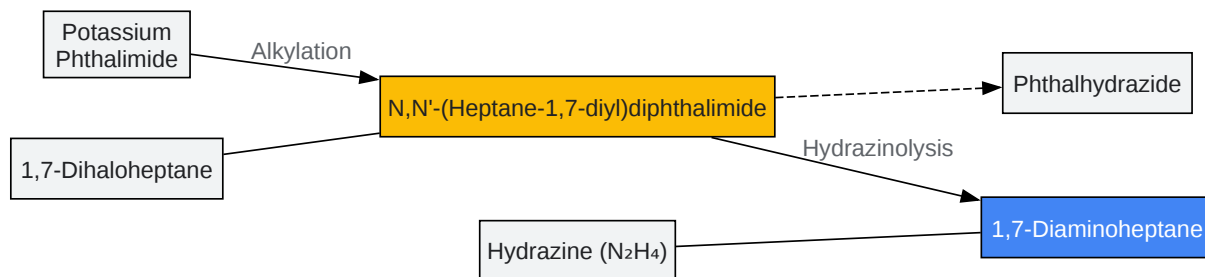 Potassium
Phthalimide
Alkylation
N,N'-(Heptane-1,7-diyl)diphthalimide
Phthalhydrazide
1,7-Dihaloheptane
Hydrazinolysis
Hydrazine (N₂H₄)
1,7-Diaminoheptane